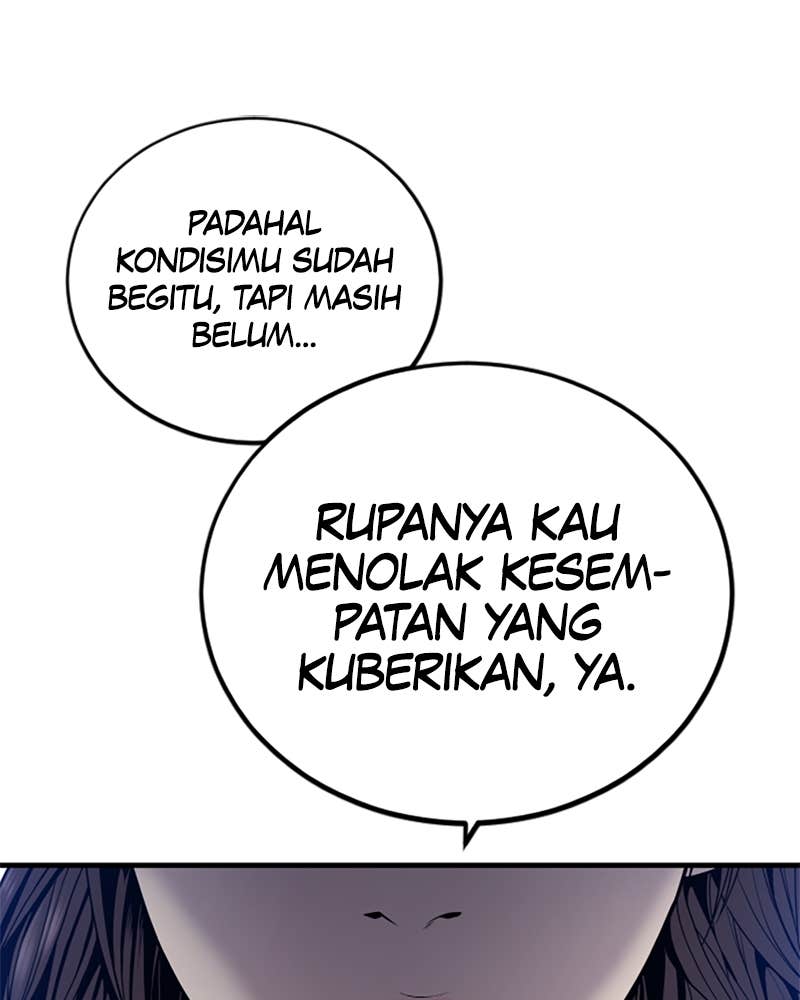 PADAHAL
KONDISIMU SUDAH
BEGITU, TAPI MASIH
BELUM...
RUPANYA KAU
MENOLAK KESEM-
PATAN YANG
KUBERIKAN, YA.